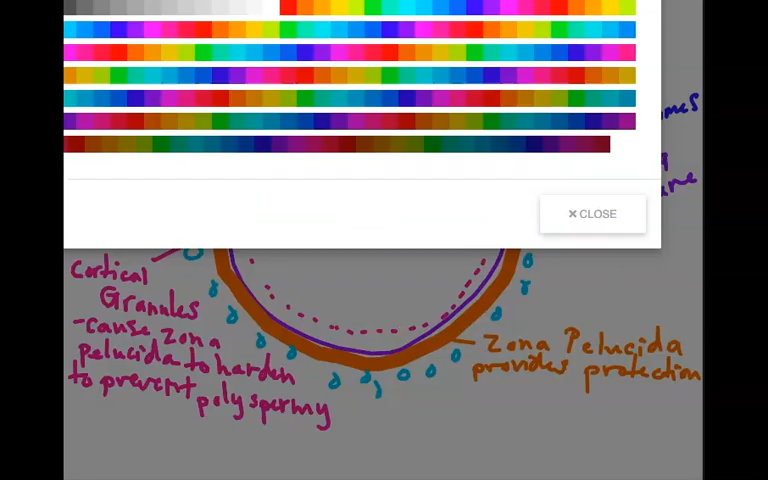 × CLOSE
Cortical
Granules
-cause zona
pelucida to harden
to prevent polyspermy
Zona Pelucida
provides protection